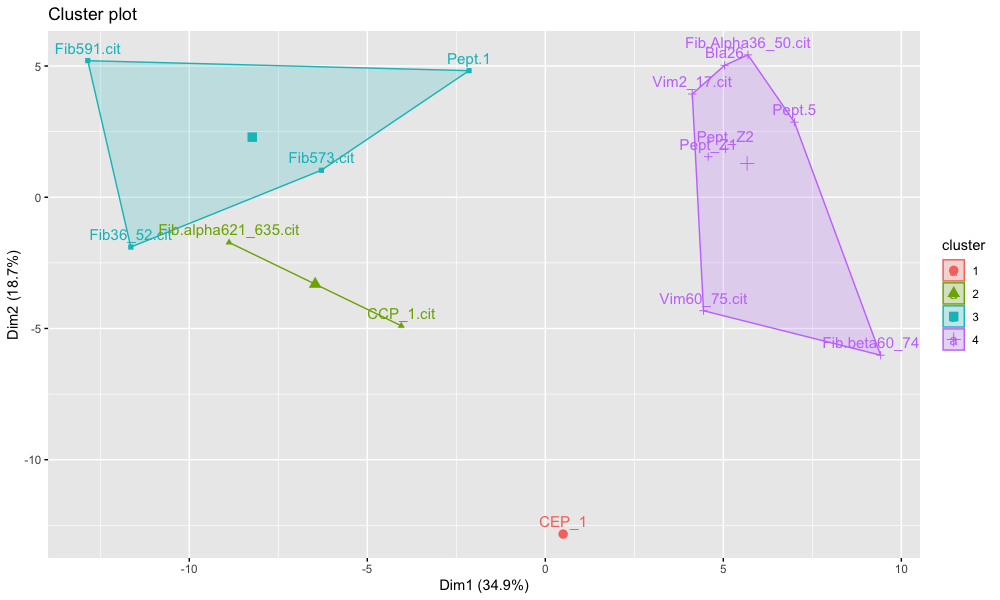 Cluster plot
Fib.Alpha36_50.cit
Fib591.cit
Bla26
Pept.1
Vim2_17.cit
Pept.5
Pept_Z2
Pept_Z1
Fib573.cit
Fib36_52.cit
Fib.alpha621_635.cit
Vim60_75.cit
CCP_1.cit
Fib.beta60_74
CEP_1
5
0
-5
-10
Dim2 (18.7%)
-10
-5
0
5
10
Dim1 (34.9%)
cluster
1
2
3
4